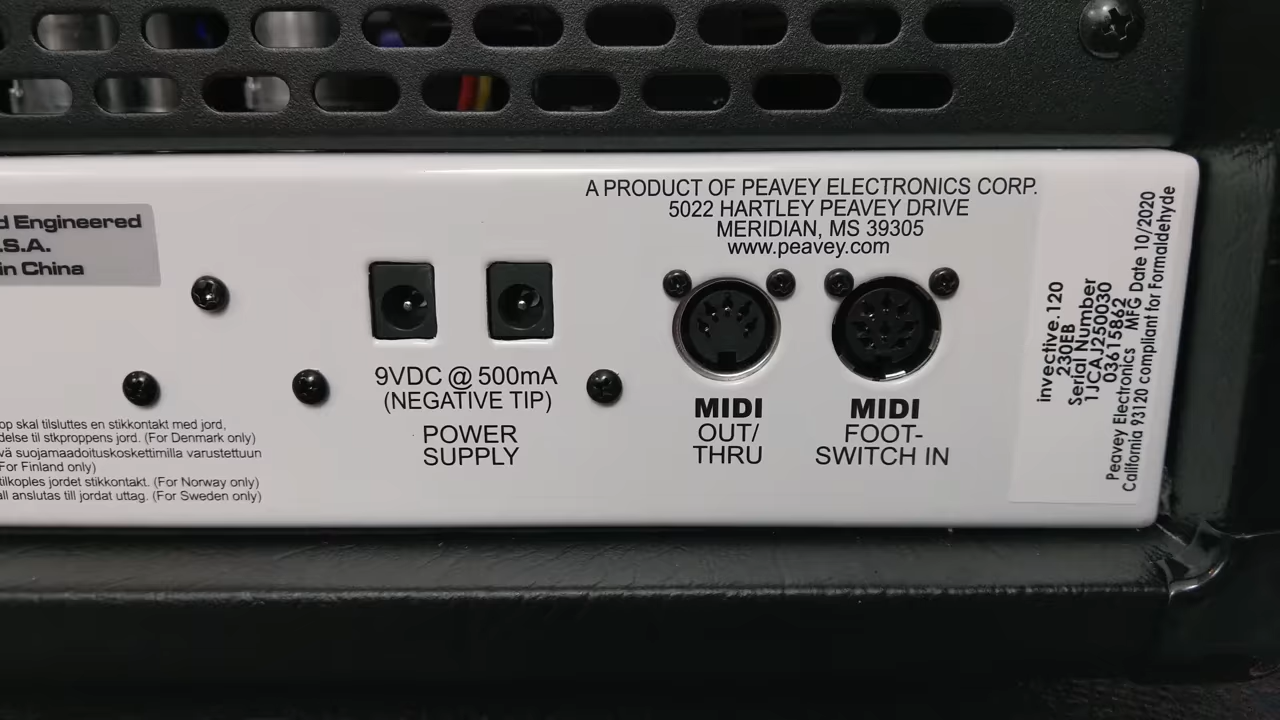 d Engineered
.S.A.
in China
op skal tilsluttes en stikkontakt med jord,
delse til stkproppens jord. (For Denmark only)
vä suojamaadoituskoskettimilla varustettuun
For Finland only)
tilkoples jordet stikkontakt. (For Norway only)
all anslutas till jordat uttag. (For Sweden only)
9VDC @ 500mA
(NEGATIVE TIP)
POWER
SUPPLY
A PRODUCT OF PEAVEY ELECTRONICS CORP.
5022 HARTLEY PEAVEY DRIVE
MERIDIAN, MS 39305
www.peavey.com
MIDI
OUT/
THRU
MIDI
FOOT-
SWITCH IN
invective.120
230EB
Serial Number
1JCAJ250030
03615862
Peavey Electronics MFG Date 10/2020
California 93120 compliant for Formaldehyde